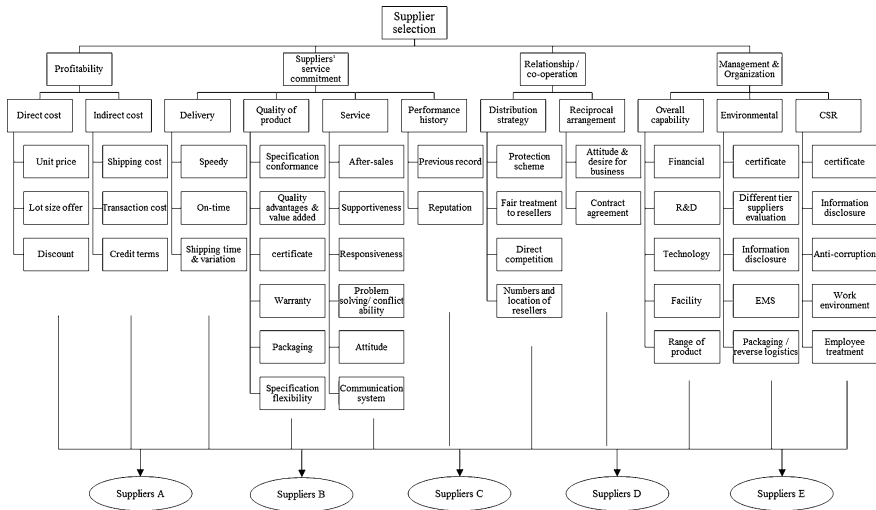 Supplier
selection
Profitability
Suppliers'
service
commitment
Relationship /
co-operation
Management &
Organization
Direct cost
Indirect cost
Delivery
Quality of
product
Service
Performance
history
Distribution
strategy
Reciprocal
arrangement
Overall
capability
Environmental
CSR
Unit price
Shipping cost
Speedy
Specification
conformance
After-sales
Previous record
Protection
scheme
Attitude &
desire for
business
Financial
certificate
certificate
Lot size offer
Transaction cost
On-time
Quality
advantages &
value added
Supportiveness
Reputation
Fair treatment
to resellers
Contract
agreement
R&D
Different tier
suppliers
evaluation
Information
disclosure
Discount
Credit terms
Shipping time
& variation
certificate
Responsiveness
Direct
competition
Technology
Information
disclosure
Anti-corruption
Warranty
Problem
solving/ conflict
ability
Numbers and
location of
resellers
Facility
EMS
Work
environment
Packaging
Attitude
Range of
product
Packaging /
reverse logistics
Employee
treatment
Specification
flexibility
Communication
system
Suppliers A
Suppliers B
Suppliers C
Suppliers D
Suppliers E